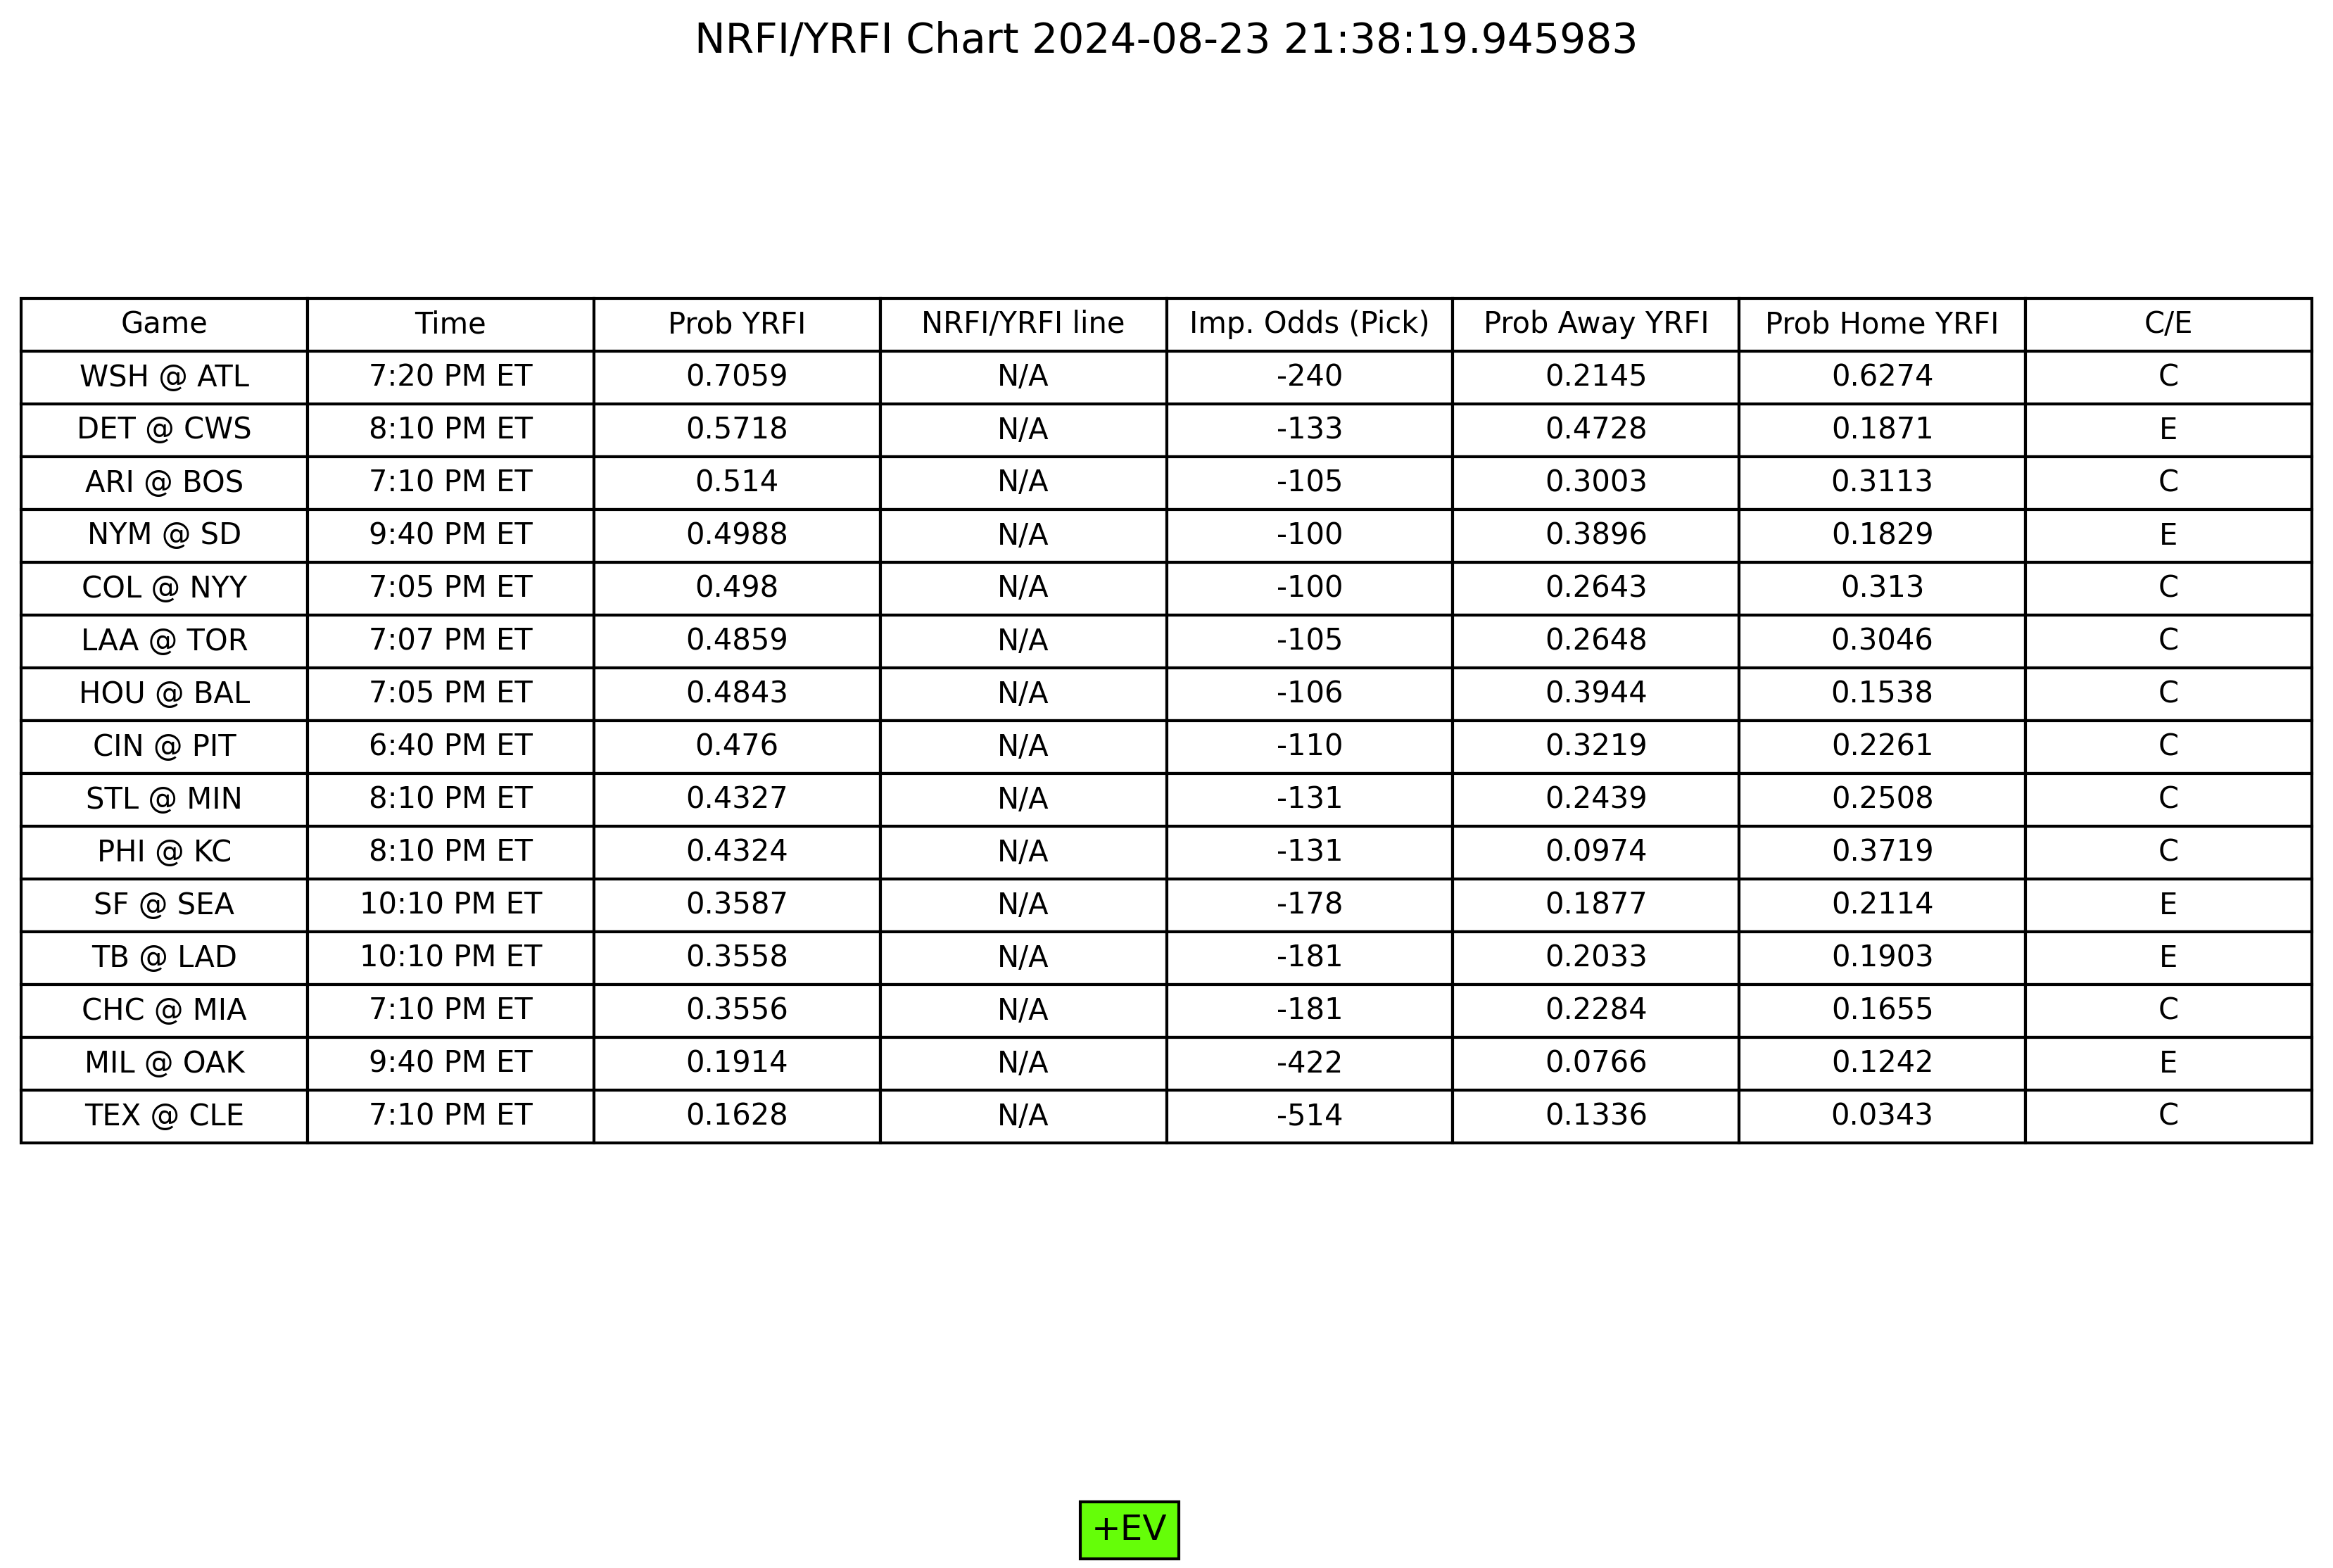 NRFI/YRFI Chart 2024-08-23 21:38:19.945983
Game Time Prob YRFI NRFI/YRFI line Imp. Odds (Pick) Prob Away YRFI Prob Home YRFI C/E
WSH @ ATL 7:20 PM ET 0.7059 N/A -240 0.2145 0.6274 C
DET @ CWS 8:10 PM ET 0.5718 N/A -133 0.4728 0.1871 E
ARI @ BOS 7:10 PM ET 0.514 N/A -105 0.3003 0.3113 C
NYM @ SD 9:40 PM ET 0.4988 N/A -100 0.3896 0.1829 E
COL @ NYY 7:05 PM ET 0.498 N/A -100 0.2643 0.313 C
LAA @ TOR 7:07 PM ET 0.4859 N/A -105 0.2648 0.3046 C
HOU @ BAL 7:05 PM ET 0.4843 N/A -106 0.3944 0.1538 C
CIN @ PIT 6:40 PM ET 0.476 N/A -110 0.3219 0.2261 C
STL @ MIN 8:10 PM ET 0.4327 N/A -131 0.2439 0.2508 C
PHI @ KC 8:10 PM ET 0.4324 N/A -131 0.0974 0.3719 C
SF @ SEA 10:10 PM ET 0.3587 N/A -178 0.1877 0.2114 E
TB @ LAD 10:10 PM ET 0.3558 N/A -181 0.2033 0.1903 E
CHC @ MIA 7:10 PM ET 0.3556 N/A -181 0.2284 0.1655 C
MIL @ OAK 9:40 PM ET 0.1914 N/A -422 0.0766 0.1242 E
TEX @ CLE 7:10 PM ET 0.1628 N/A -514 0.1336 0.0343 C
+EV